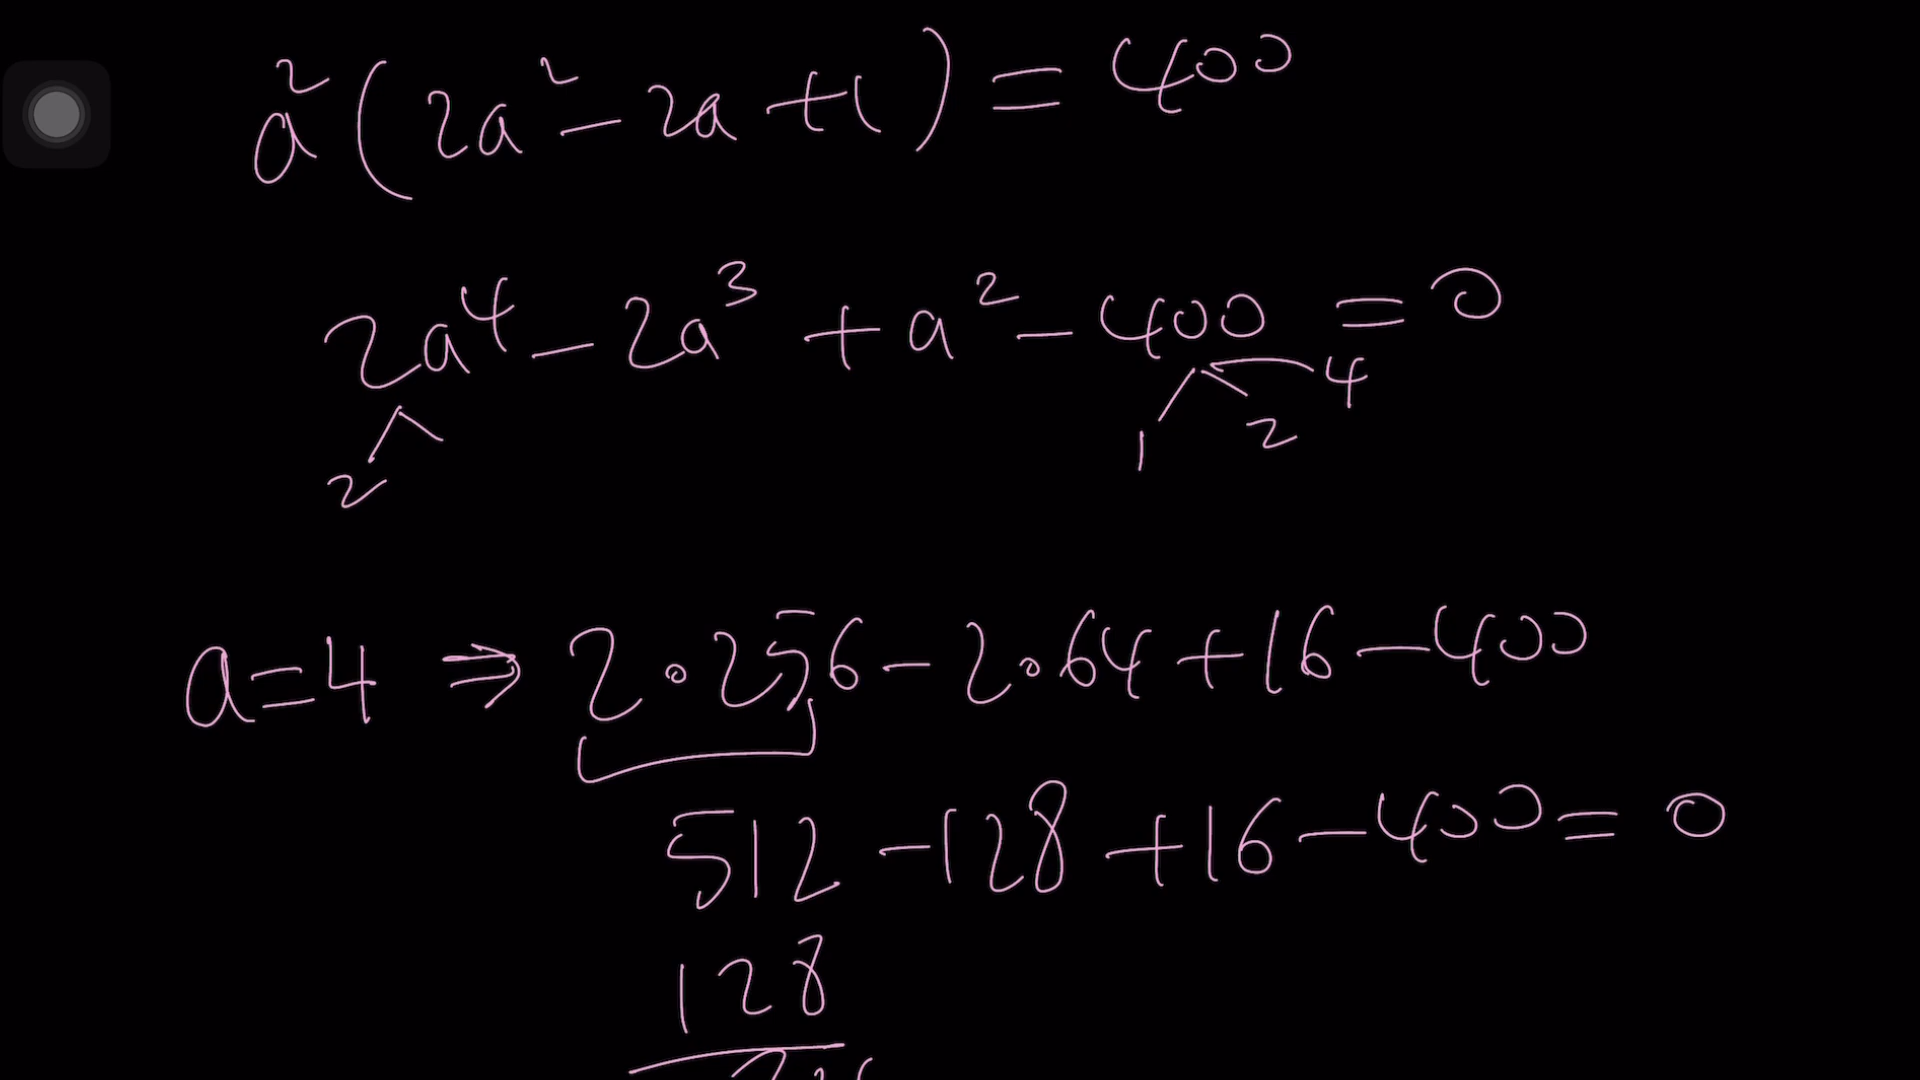 a²(2a²-2a+1)=400
2a⁴-2a³+a²-400=0
4
1 2
2
a=4 ⇒ 2·256-2·64+16-400
512-128+16-400=0
128